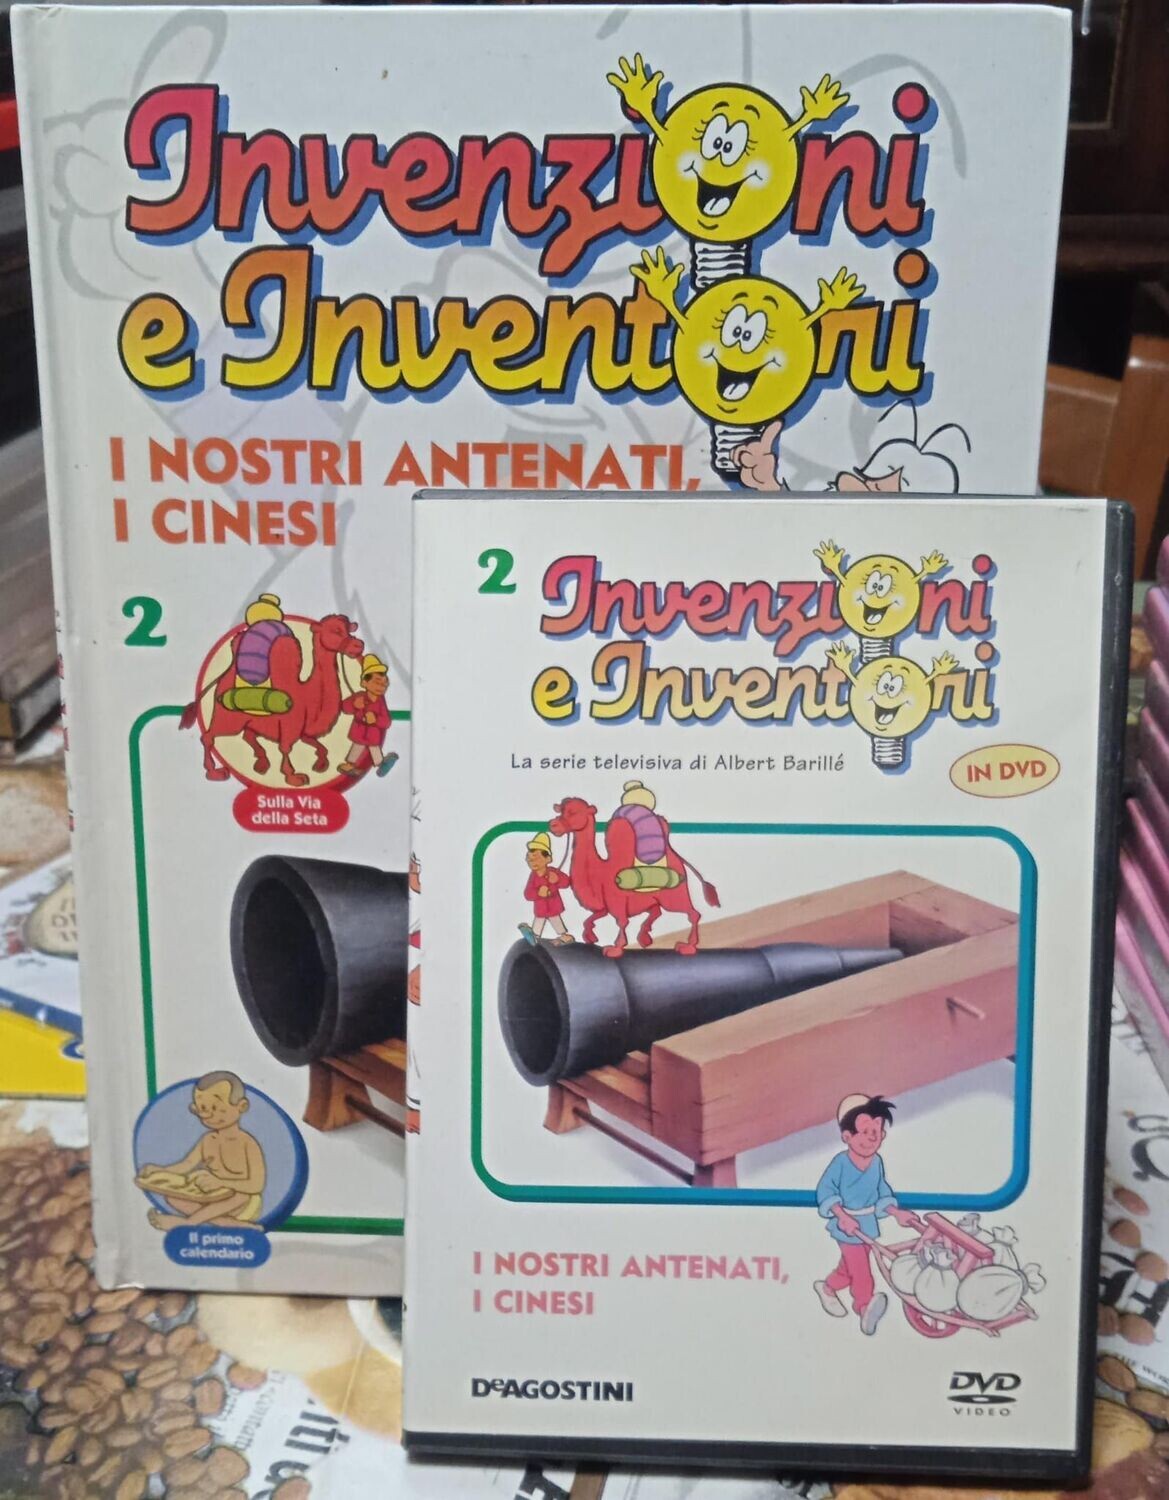 Invenzioni
e Inventori
I NOSTRI ANTENATI,
I CINESI
2
Sulla Via
della Seta
Il primo
calendario
2
Invenzioni
e Inventori
La serie televisiva di Albert Barillé
IN DVD
I NOSTRI ANTENATI,
I CINESI
DeAGOSTINI
DVD
VIDEO